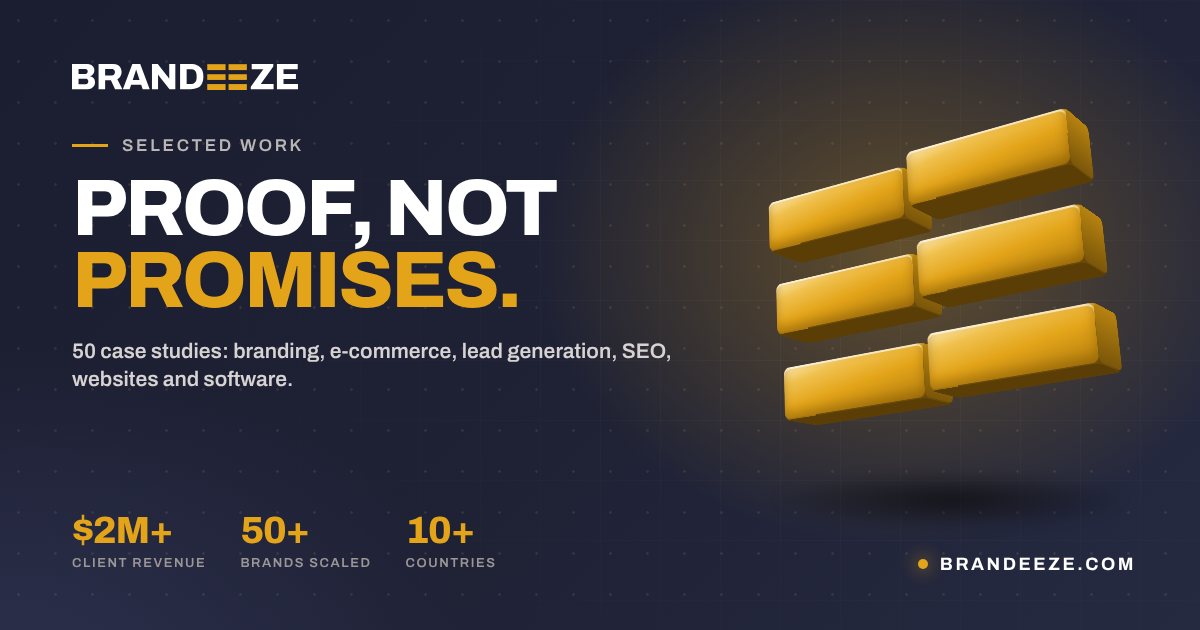 BRANDEEZE
SELECTED WORK
PROOF, NOT
PROMISES.
50 case studies: branding, e-commerce, lead generation, SEO,
websites and software.
$2M+ 50+ 10+
CLIENT REVENUE BRANDS SCALED COUNTRIES
BRANDEEZE.COM